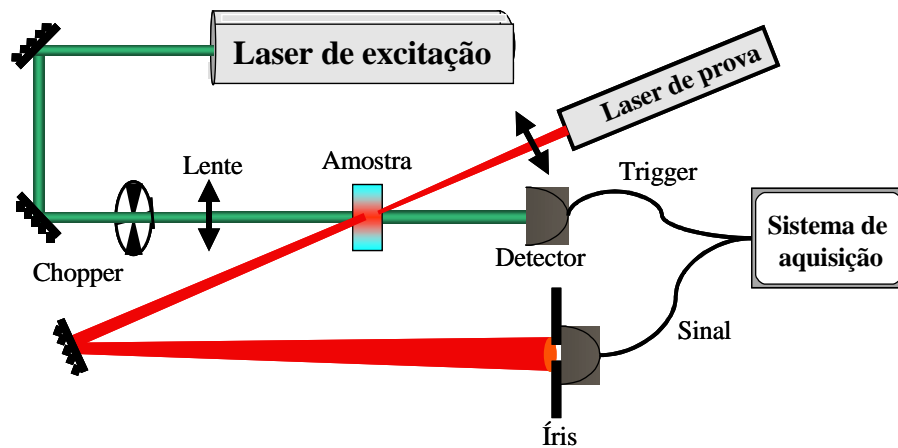 Laser de excitação
Laser de prova
Lente
Amostra
Trigger
Chopper
Detector
Sistema de
aquisição
Sinal
Íris